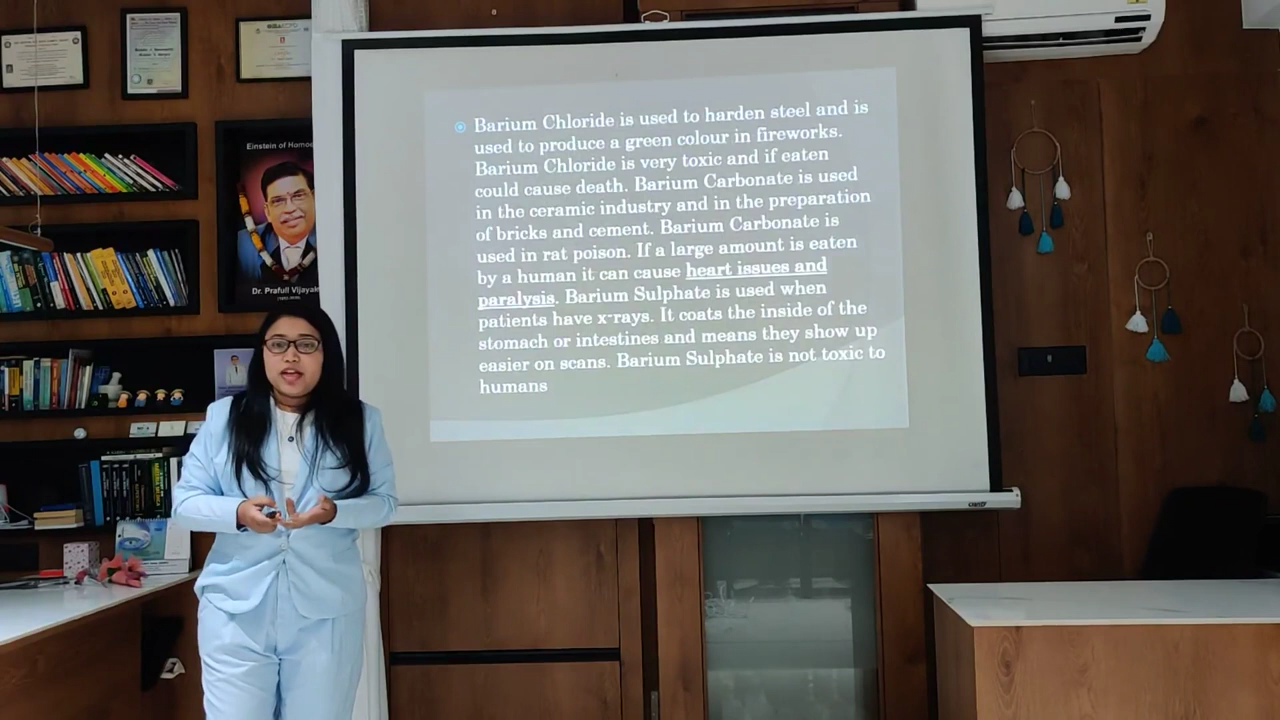 Einstein of Homoe
Dr. Prafull Vijayak
Barium Chloride is used to harden steel and is
used to produce a green colour in fireworks.
Barium Chloride is very toxic and if eaten
could cause death. Barium Carbonate is used
in the ceramic industry and in the preparation
of bricks and cement. Barium Carbonate is
used in rat poison. If a large amount is eaten
by a human it can cause heart issues and
paralysis. Barium Sulphate is used when
patients have x-rays. It coats the inside of the
stomach or intestines and means they show up
easier on scans. Barium Sulphate is not toxic to
humans